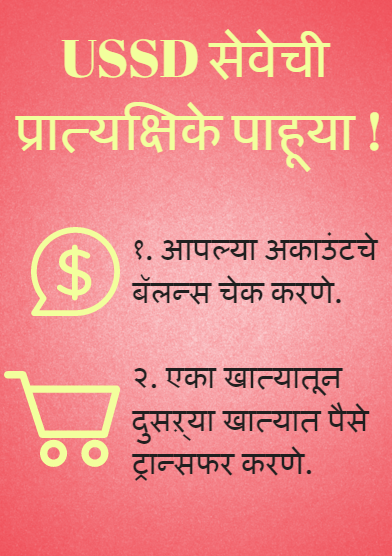 USSD सेवेची
प्रात्यक्षिके पाहूया !
$
१. आपल्या अकाउंटचे
बॅलन्स चेक करणे.
२. एका खात्यातून
दुसऱ्या खात्यात पैसे
ट्रान्सफर करणे.